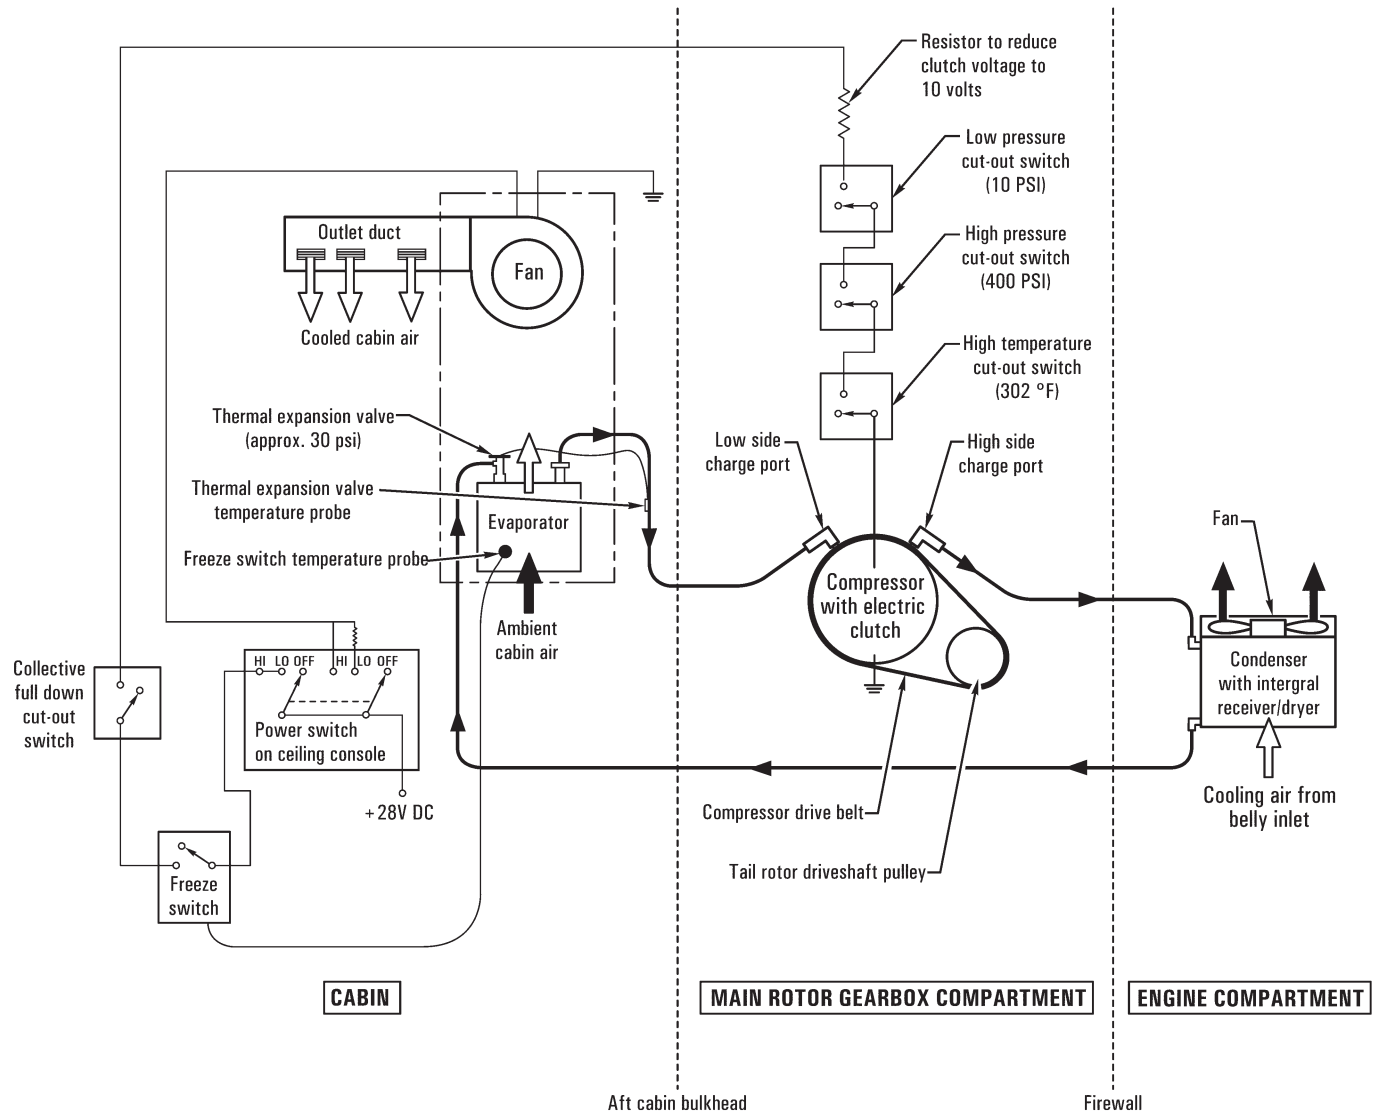 Resistor to reduce
clutch voltage to
10 volts
Low pressure
cut-out switch
(10 PSI)
High pressure
cut-out switch
(400 PSI)
High temperature
cut-out switch
(302 °F)
Outlet duct
Fan
Cooled cabin air
Thermal expansion valve
(approx. 30 psi)
Thermal expansion valve
temperature probe
Freeze switch temperature probe
Evaporator
Ambient
cabin air
Low side
charge port
High side
charge port
Compressor
with electric
clutch
Fan
Condenser
with intergral
receiver/dryer
Cooling air from
belly inlet
Collective
full down
cut-out
switch
HI LO OFF HI LO OFF
Power switch
on ceiling console
+28V DC
Freeze
switch
Compressor drive belt
Tail rotor driveshaft pulley
CABIN
MAIN ROTOR GEARBOX COMPARTMENT
ENGINE COMPARTMENT
Aft cabin bulkhead
Firewall